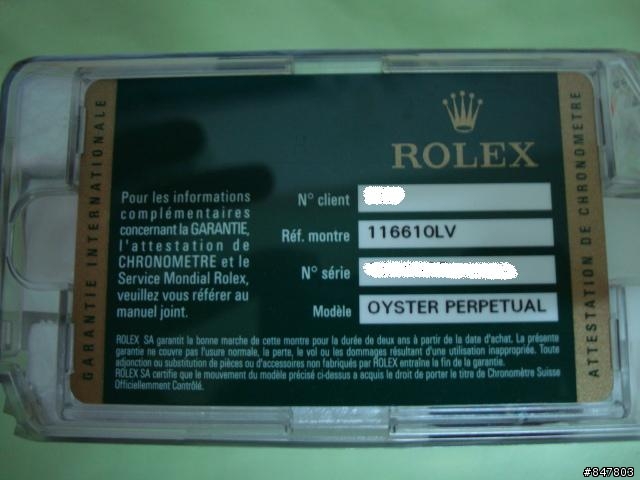 GARANTIE INTERNATIONALE
ROLEX
Pour les informations
complémentaires
concernant la GARANTIE,
l'attestation de
CHRONOMETRE et le
Service Mondial Rolex,
veuillez vous référer au
manuel joint.
N° client
Réf. montre 116610LV
N° série
Modèle OYSTER PERPETUAL
ATTESTATION DE CHRONOMETRE
ROLEX SA garantit la bonne marche de cette montre pour la durée de deux ans à partir de la date d'achat. La présente
garantie ne couvre pas l'usure normale, la perte, le vol ou les dommages résultant d'une utilisation inappropriée. Toute
adjonction ou substitution de pièces ou d'accessoires non fabriqués par ROLEX entraîne la fin de la garantie.
ROLEX SA certifie que le mouvement du modèle précisé ci-dessus a acquis le droit de porter le titre de Chronomètre Suisse
Officiellement Contrôlé.
#847803